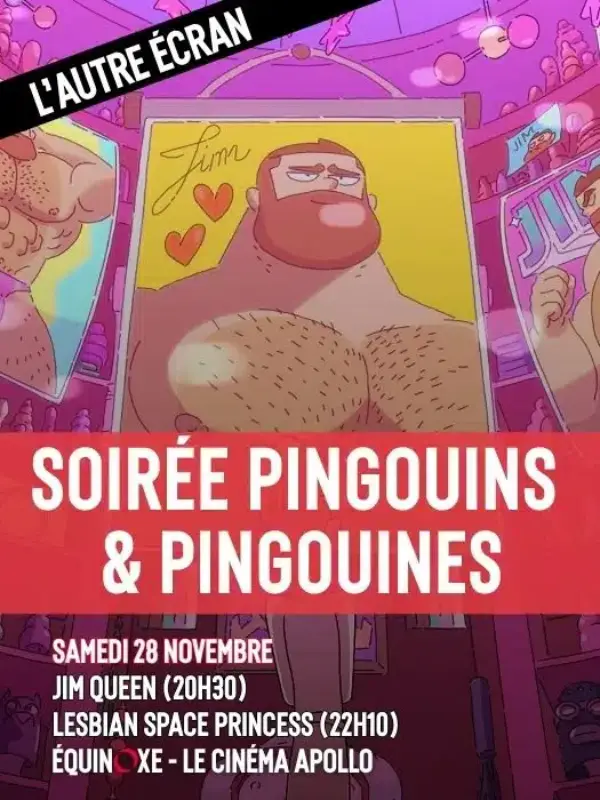 L'AUTRE ÉCRAN
Jim
JIM
SOIRÉE PINGOUINS
& PINGOUINES
SAMEDI 28 NOVEMBRE
JIM QUEEN (20H30)
LESBIAN SPACE PRINCESS (22H10)
ÉQUINOXE - LE CINÉMA APOLLO